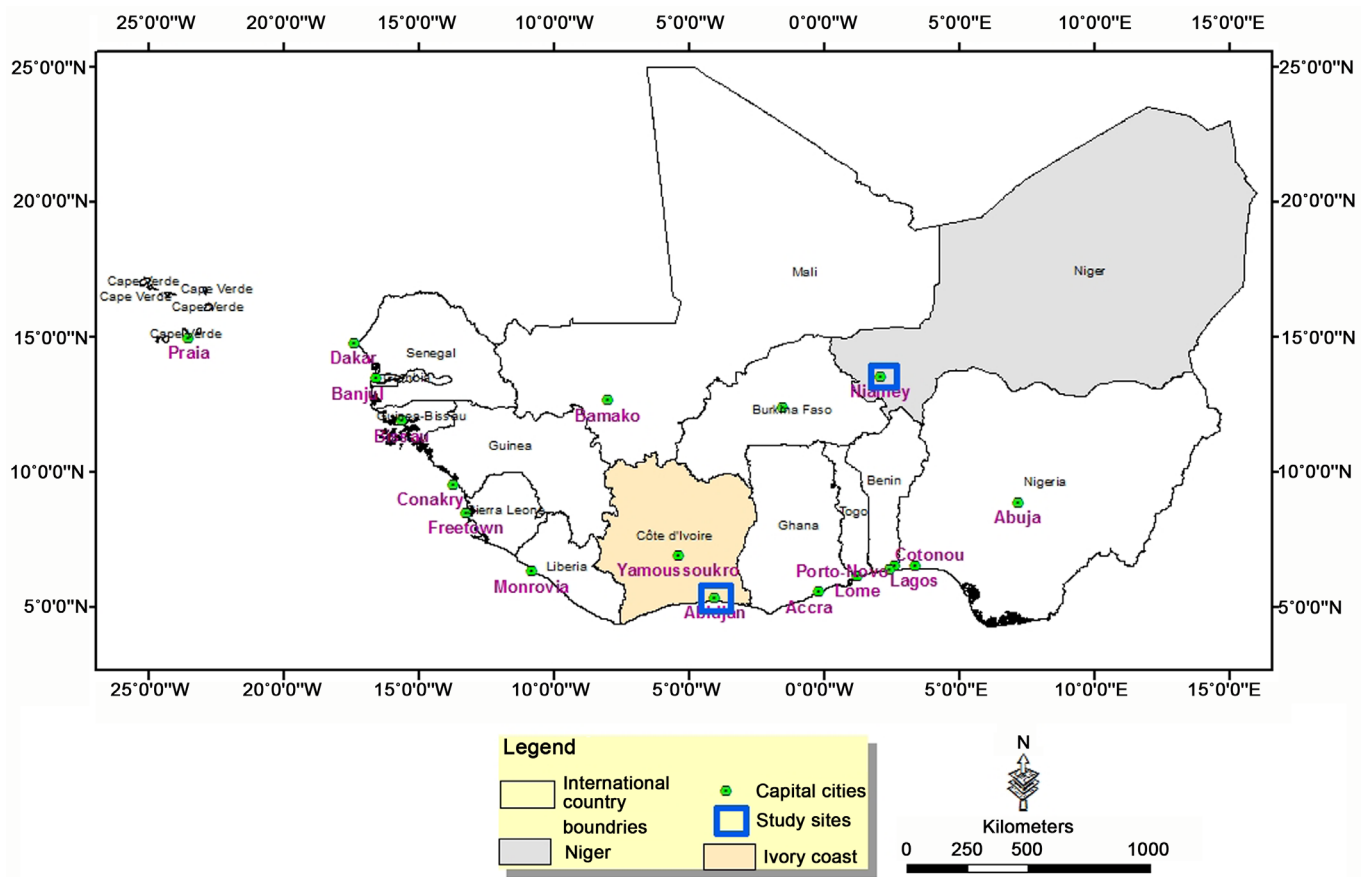 25°0'0"W 20°0'0"W 15°0'0"W 10°0'0"W 5°0'0"W 0°0'0"E 5°0'0"E 10°0'0"E 15°0'0"E
25°0'0"N 25°0'0"N
20°0'0"N 20°0'0"N
Mali Niger
Cape Verde
Cape Verde
Cape Verde
Cape Verde
Cape Verde
15°0'0"N 15°0'0"N
Praia
Dakar
Senegal
Banjul
Niamey
Bamako
Burkina Faso
Guinea-Bissau
Bissau
Guinea
10°0'0"N 10°0'0"N
Benin
Nigeria
Conakry
Sierra Leone
Togo
Abuja
Freetown
Ghana
Côte d'Ivoire
Cotonou
Liberia
Yamoussoukro
Porto-Novo
Lagos
Monrovia
Lome
5°0'0"N 5°0'0"N
Accra
Abidjan
25°0'0"W 20°0'0"W 15°0'0"W 10°0'0"W 5°0'0"W 0°0'0"E 5°0'0"E 10°0'0"E 15°0'0"E
Legend
International
country
boundries
Niger
Capital cities
Study sites
Ivory coast
N
Kilometers
0 250 500 1000